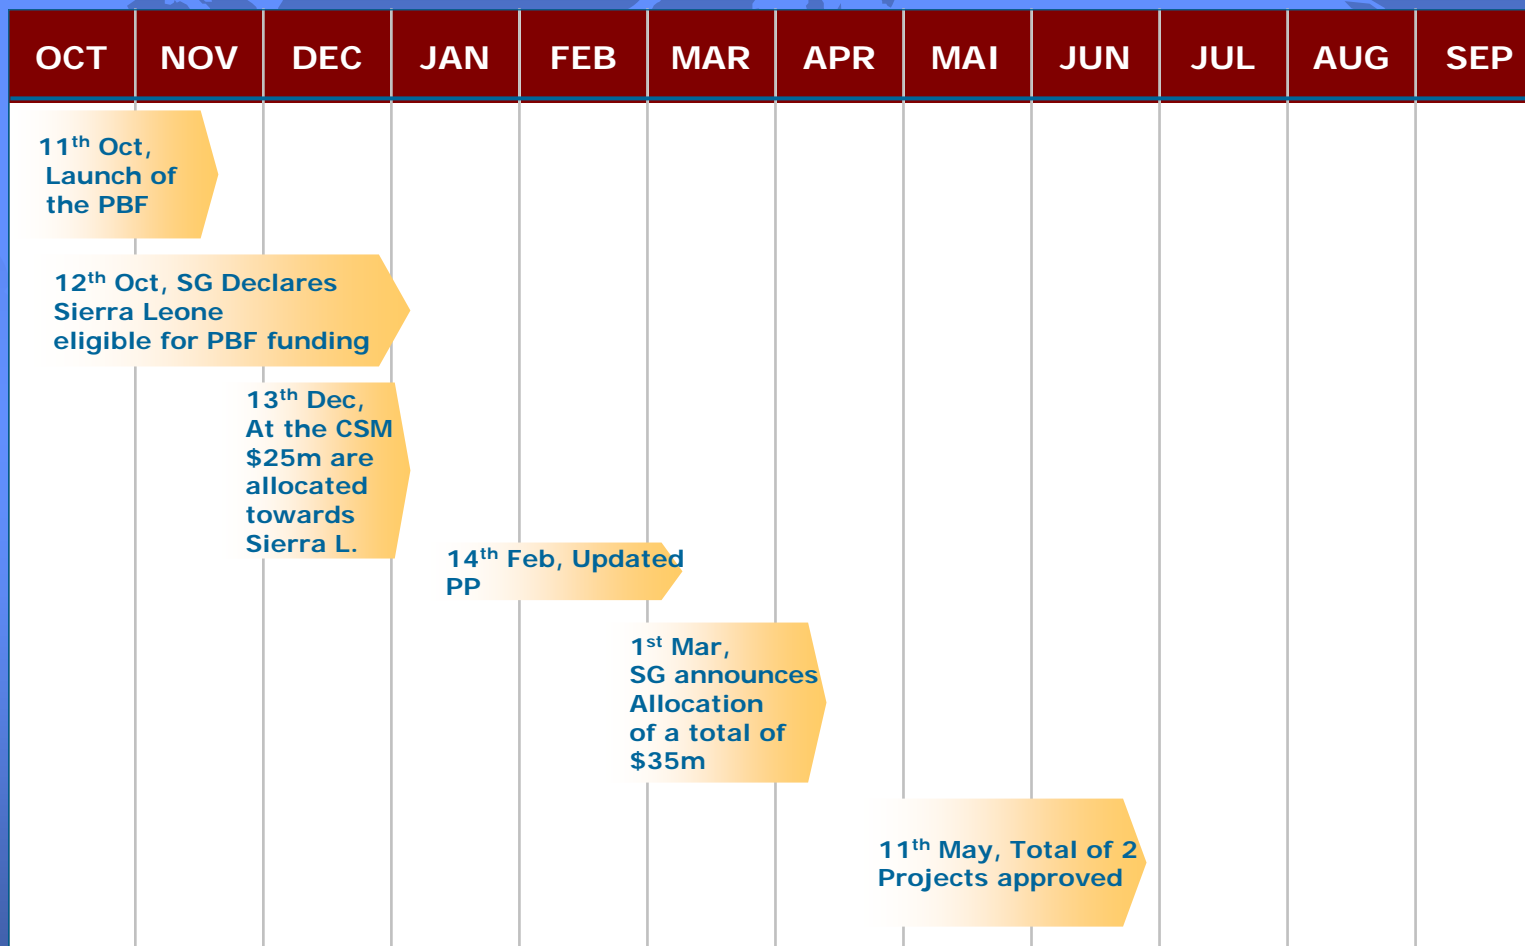 OCT NOV DEC JAN FEB MAR APR MAI JUN JUL AUG SEP
11th Oct,
Launch of
the PBF
12th Oct, SG Declares
Sierra Leone
eligible for PBF funding
13th Dec,
At the CSM
$25m are
allocated
towards
Sierra L.
14th Feb, Updated
PP
1st Mar,
SG announces
Allocation
of a total of
$35m
11th May, Total of 2
Projects approved